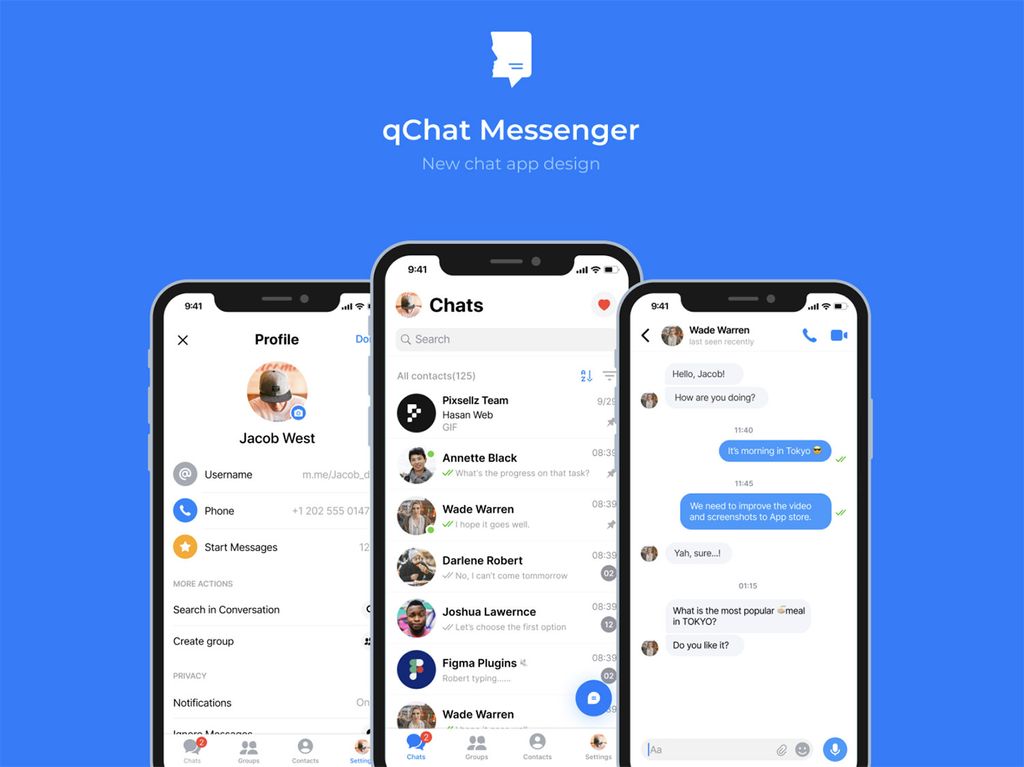 qChat Messenger
New chat app design
9:41
Profile
Jacob West
Username
m.me/Jacob_d
Phone
+1 202 555 0147
Start Messages
12
MORE ACTIONS
Search in Conversation
Create group
PRIVACY
Notifications
On
Ignore Messages
2
Chats
Groups
Contacts
9:41
Chats
Search
All contacts(125)
A
Z
Pixsellz Team
9/29
Hasan Web
GIF
Annette Black
08:39
What's the progress on that task?
Wade Warren
08:39
I hope it goes well.
Darlene Robert
08:39
No, I can't come tommorrow
02
Joshua Lawernce
08:39
Let's choose the first option
12
Figma Plugins
08:39
Robert typing......
02
Wade Warren
I hope it goes well.
2
Chats
Groups
Contacts
Settings
9:41
Wade Warren
last seen recently
Hello, Jacob!
How are you doing?
11:40
It's morning in Tokyo 😎
11:45
We need to improve the video
and screenshots to App store.
Yah, sure...!
01:15
What is the most popular 🍜meal
in TOKYO?
Do you like it?
Aa